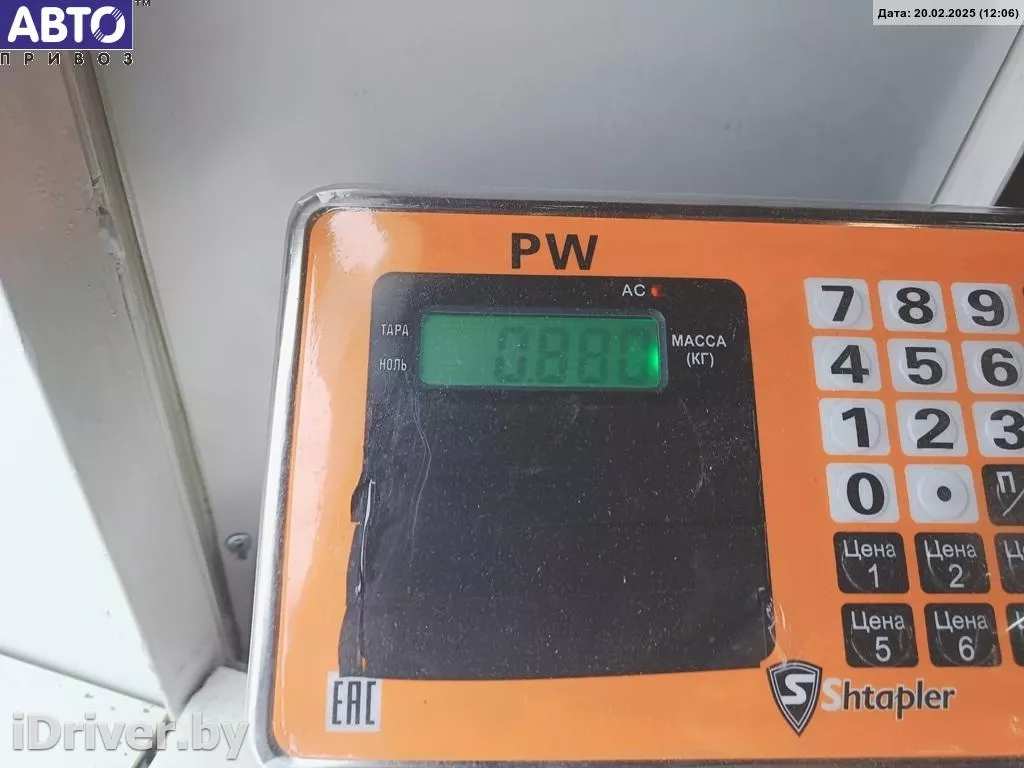 АВТО™
ПРИВОЗ
Дата: 20.02.2025 (12:06)
PW
AC
ТАРА
НОЛЬ
0.880
МАССА
(КГ)
7 8 9
4 5 6
1 2 3
0 •
П/
Цена 1
Цена 2
Цена 5
Цена 6
EAC
S Shtapler
iDriver.by